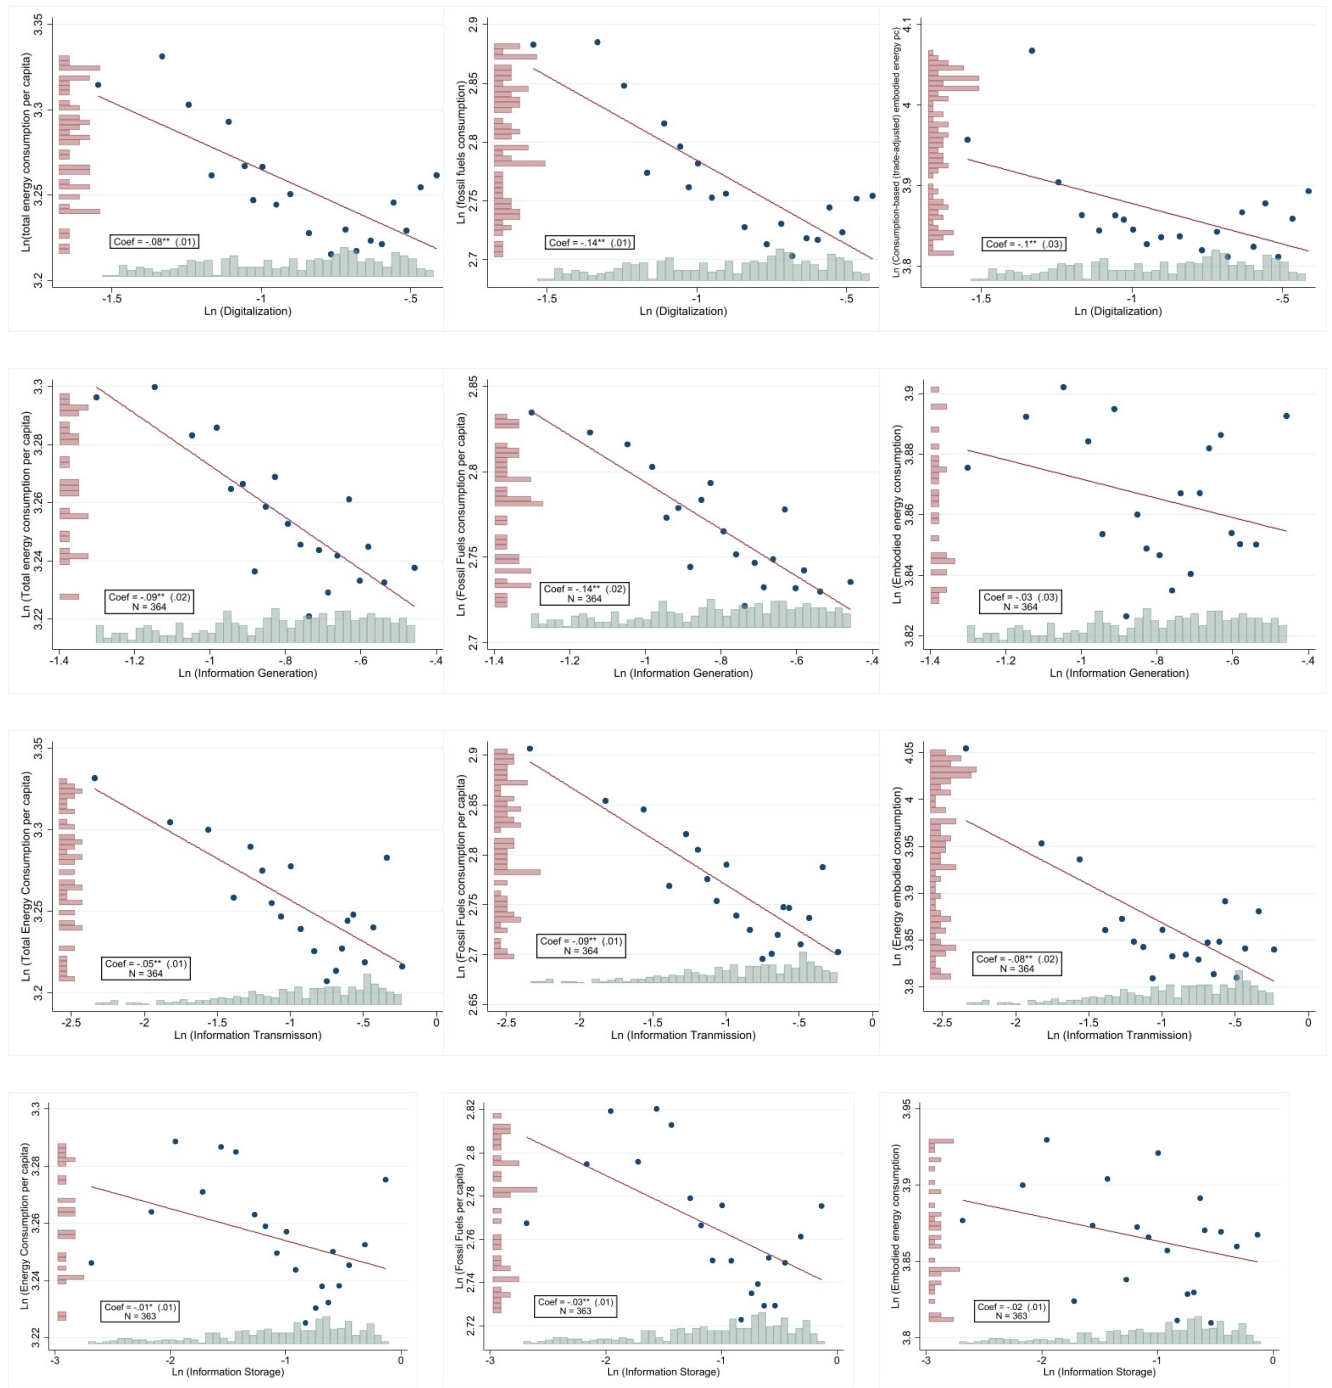 Ln(total energy consumption per capita)
3.35
3.3
3.25
3.2
Coef = -.08** (.01)
-1.5 -1 -.5
Ln (Digitalization)
Ln (fossil fuels consumption)
2.9
2.85
2.8
2.75
2.7
Coef = -.14** (.01)
-1.5 -1 -.5
Ln (Digitalization)
Ln (Consumption-based (trade-adjusted) embodied energy pc)
4.1
4
3.9
3.8
Coef = -.1** (.03)
-1.5 -1 -.5
Ln (Digitalization)
Ln (Total energy consumption per capita)
3.3
3.28
3.26
3.24
3.22
Coef = -.09** (.02)
N = 364
-1.4 -1.2 -1 -.8 -.6 -.4
Ln (Information Generation)
Ln (Fossil Fuels consumption per capita)
2.85
2.8
2.75
2.7
Coef = -.14** (.02)
N = 364
-1.4 -1.2 -1 -.8 -.6 -.4
Ln (Information Generation)
Ln (Embodied energy consumption)
3.9
3.88
3.86
3.84
3.82
Coef = -.03 (.03)
N = 364
-1.4 -1.2 -1 -.8 -.6 -.4
Ln (Information Generation)
Ln (Total Energy Consumption per capita)
3.35
3.3
3.25
3.2
Coef = -.05** (.01)
N = 364
-2.5 -2 -1.5 -1 -.5 0
Ln (Information Transmisson)
Ln (Fossil Fuels consumption per capita)
2.9
2.85
2.8
2.75
2.7
2.65
Coef = -.09** (.01)
N = 364
-2.5 -2 -1.5 -1 -.5 0
Ln (Information Tranmission)
Ln (Energy embodied consumption)
4.05
4
3.95
3.9
3.85
3.8
Coef = -.08** (.02)
N = 364
-2.5 -2 -1.5 -1 -.5 0
Ln (Information Tranmission)
Ln (Energy Consumption per capita)
3.3
3.28
3.26
3.24
3.22
Coef = -.01* (.01)
N = 363
-3 -2 -1 0
Ln (Information Storage)
Ln (Fossil Fuels per capita)
2.82
2.8
2.78
2.76
2.74
2.72
Coef = -.03** (.01)
N = 363
-3 -2 -1 0
Ln (Information Storage)
Ln (Embodied energy consumption)
3.95
3.9
3.85
3.8
Coef = -.02 (.01)
N = 363
-3 -2 -1 0
Ln (Information Storage)